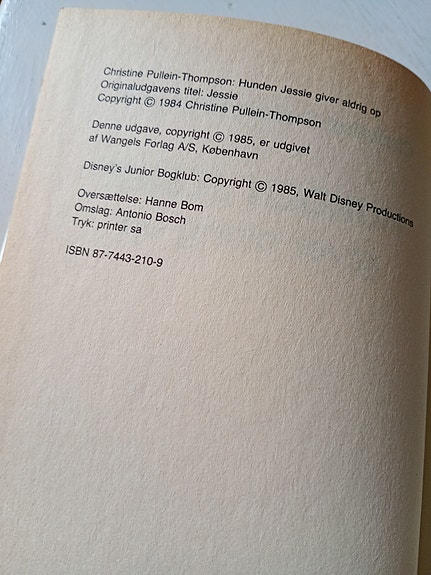 Christine Pullein-Thompson: Hunden Jessie giver aldrig op
Originaludgavens titel: Jessie
Copyright © 1984 Christine Pullein-Thompson
Denne udgave, copyright © 1985, er udgivet
af Wangels Forlag A/S, København
Disney's Junior Bogklub: Copyright © 1985, Walt Disney Productions
Oversættelse: Hanne Bom
Omslag: Antonio Bosch
Tryk: printer sa
ISBN 87-7443-210-9